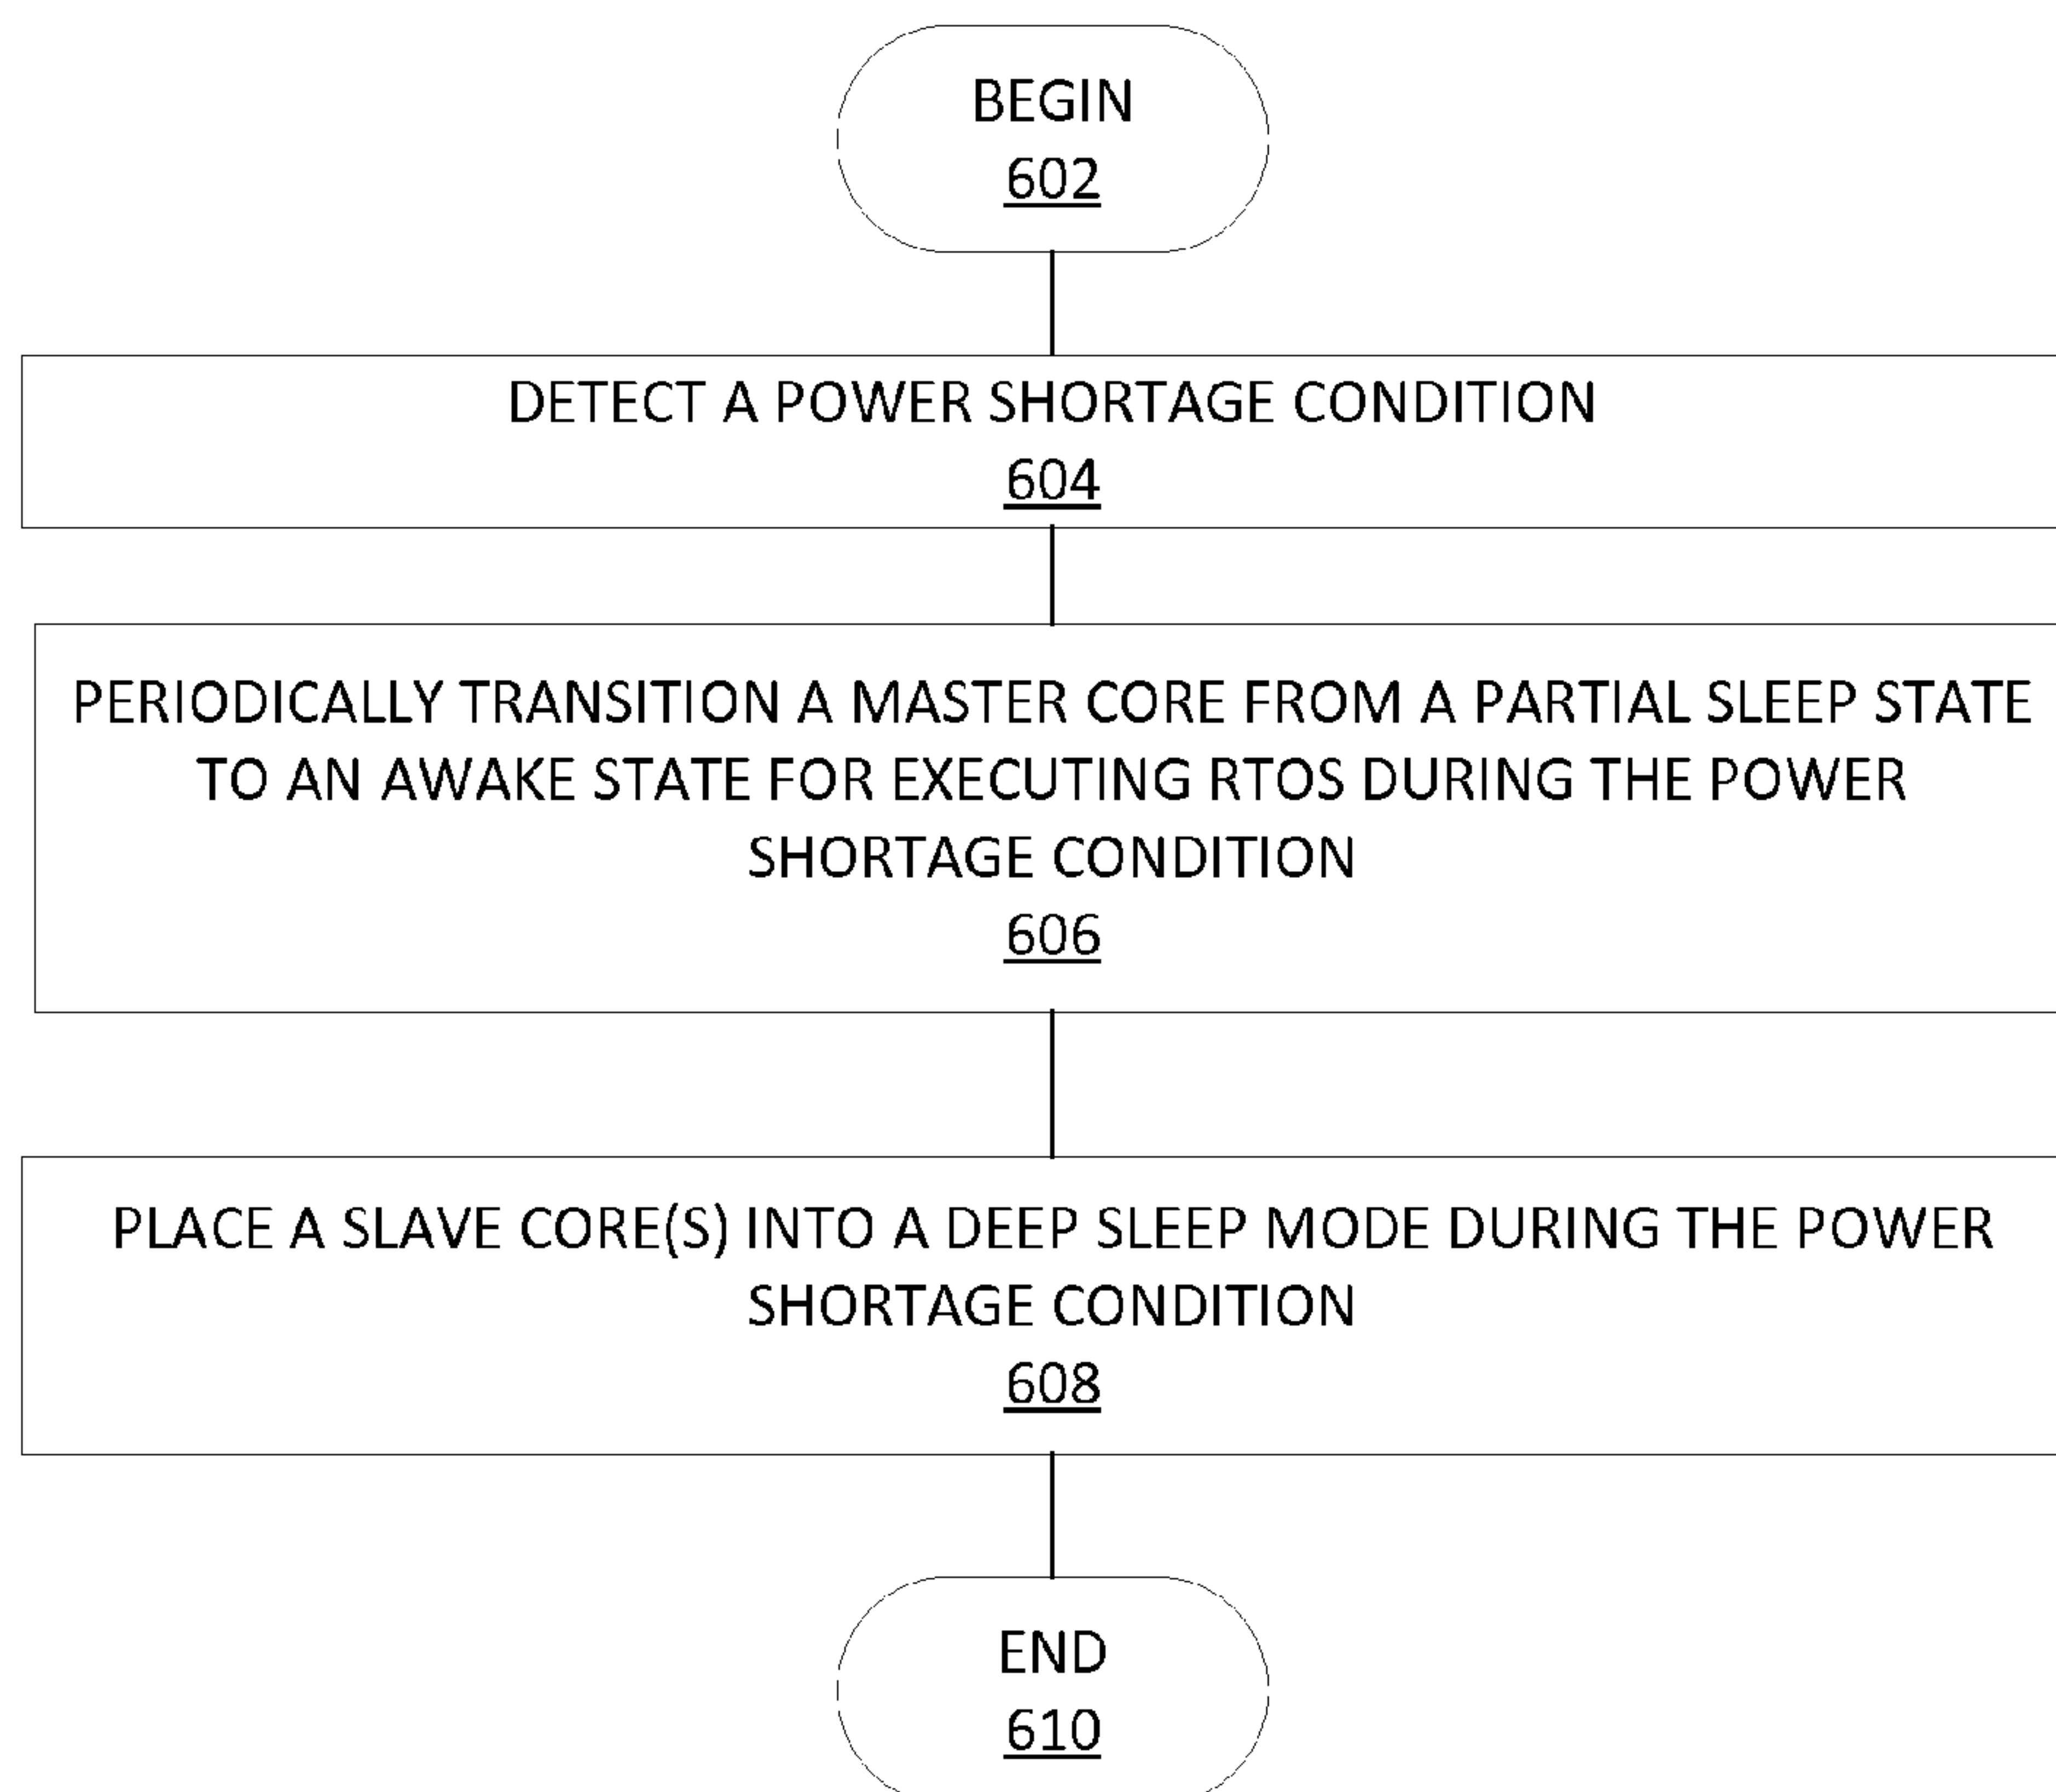 BEGIN
602
DETECT A POWER SHORTAGE CONDITION
604
PERIODICALLY TRANSITION A MASTER CORE FROM A PARTIAL SLEEP STATE
TO AN AWAKE STATE FOR EXECUTING RTOS DURING THE POWER
SHORTAGE CONDITION
606
PLACE A SLAVE CORE(S) INTO A DEEP SLEEP MODE DURING THE POWER
SHORTAGE CONDITION
608
END
610